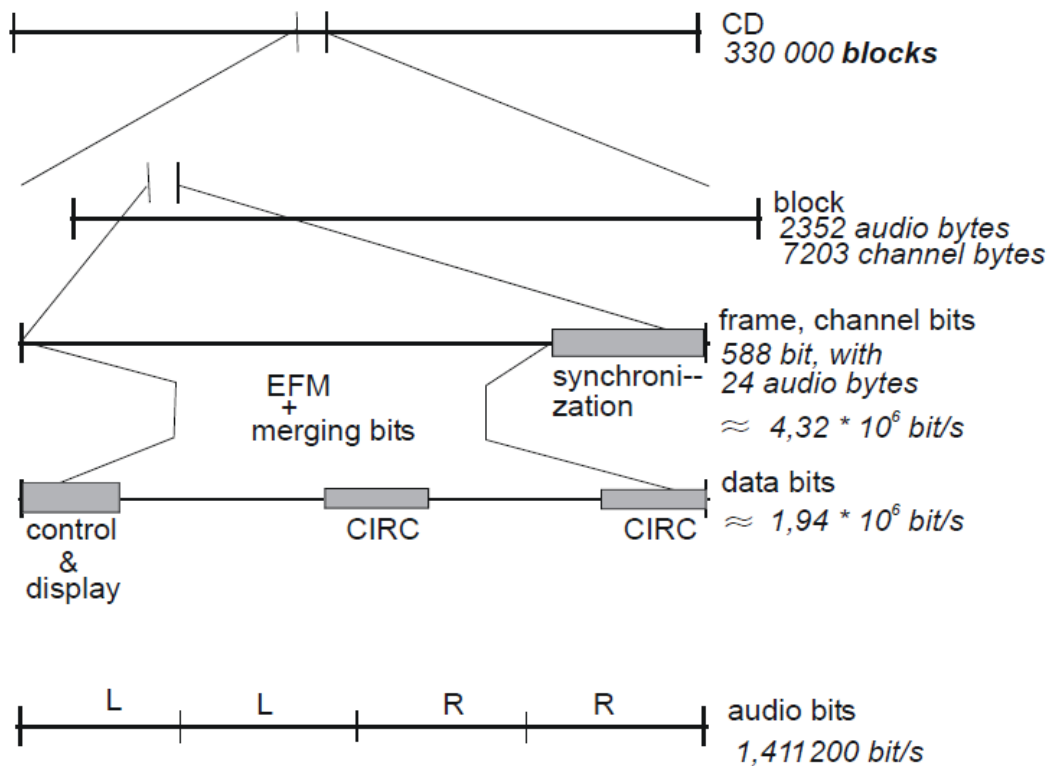 CD
330 000 blocks
block
2352 audio bytes
7203 channel bytes
frame, channel bits
588 bit, with
24 audio bytes
≈ 4,32 * 10⁶ bit/s
synchroni--
zation
EFM
+
merging bits
data bits
≈ 1,94 * 10⁶ bit/s
control
&
display
CIRC
CIRC
L
L
R
R
audio bits
1,411200 bit/s